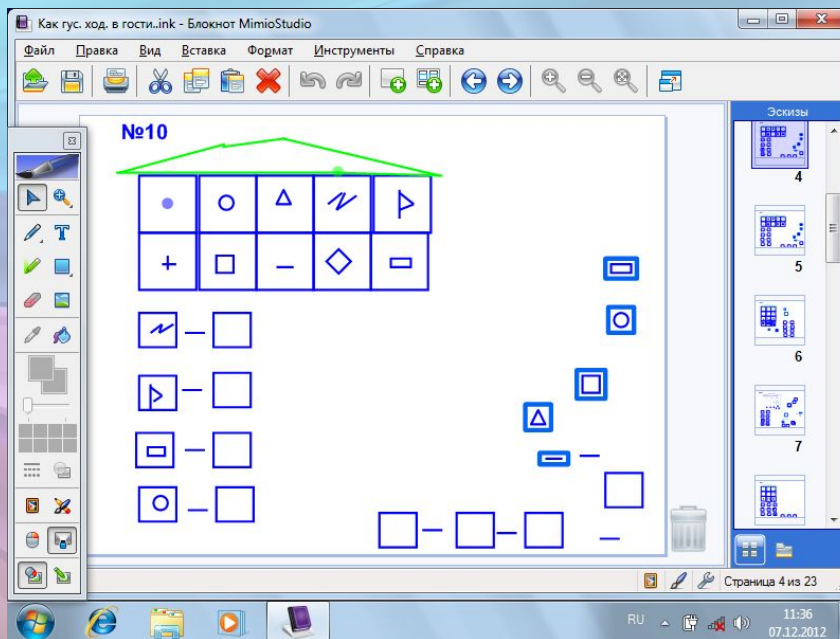 Как гус. ход. в гости..ink - Блокнот MimioStudio
Файл Правка Вид Вставка Формат Инструменты Справка
Эскизы
№10
4
5
6
7
Страница 4 из 23
RU
11:36
07.12.2012